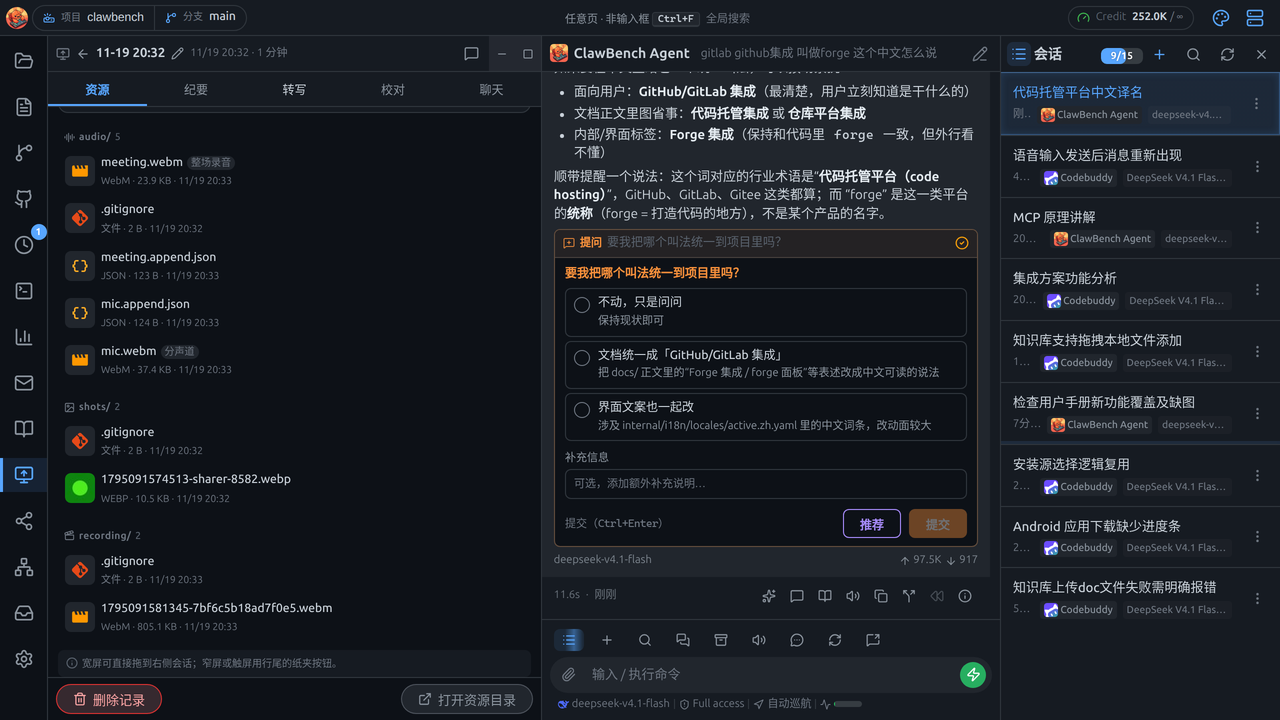 项目 clawbench
分支 main
任意页 · 非输入框 Ctrl+F 全局搜索
Credit 252.0K / ∞
11-19 20:32
11/19 20:32 · 1 分钟
资源
纪要
转写
校对
聊天
audio/ 5
meeting.webm 整场录音
WebM · 23.9 KB · 11/19 20:33
.gitignore
文件 · 2 B · 11/19 20:32
meeting.append.json
JSON · 123 B · 11/19 20:33
mic.append.json
JSON · 124 B · 11/19 20:33
mic.webm 分声道
WebM · 37.4 KB · 11/19 20:33
shots/ 2
.gitignore
文件 · 2 B · 11/19 20:32
1795091574513-sharer-8582.webp
WEBP · 10.5 KB · 11/19 20:32
recording/ 2
.gitignore
文件 · 2 B · 11/19 20:33
1795091581345-7bf6c5b18ad7f0e5.webm
WebM · 805.1 KB · 11/19 20:33
宽屏可直接拖到右侧会话；窄屏或触屏用行尾的纸夹按钮。
删除记录
打开资源目录
1
ClawBench Agent
gitlab github集成 叫做forge 这个中文怎么说
面向用户：GitHub/GitLab 集成（最清楚，用户立刻知道是干什么的）
文档正文里图省事：代码托管集成 或 仓库平台集成
内部/界面标签：Forge 集成（保持和代码里 forge 一致，但外行看
不懂）
顺带提醒一个说法：这个词对应的行业术语是“代码托管平台（code
hosting）”，GitHub、GitLab、Gitee 这类都算；而 “forge” 是这一类平台
的统称（forge = 打造代码的地方），不是某个产品的名字。
提问 要我把哪个叫法统一到项目里吗？
要我把哪个叫法统一到项目里吗？
不动，只是问问
保持现状即可
文档统一成「GitHub/GitLab 集成」
把 docs/ 正文里的“Forge 集成 / forge 面板”等表述改成中文可读的说法
界面文案也一起改
涉及 internal/i18n/locales/active.zh.yaml 里的中文词条，改动面较大
补充信息
可选，添加额外补充说明…
提交（Ctrl+Enter）
推荐
提交
deepseek-v4.1-flash
↑ 97.5K ↓ 917
11.6s · 刚刚
输入 / 执行命令
deepseek-v4.1-flash
Full access
自动巡航
会话
9/15
代码托管平台中文译名
刚… ClawBench Agent deepseek-v4.…
语音输入发送后消息重新出现
4… Codebuddy DeepSeek V4.1 Flas…
MCP 原理讲解
20… ClawBench Agent deepseek-v…
集成方案功能分析
20… Codebuddy DeepSeek V4.1 Fla…
知识库支持拖拽本地文件添加
1… Codebuddy DeepSeek V4.1 Flas…
检查用户手册新功能覆盖及缺图
7分… ClawBench Agent deepseek-v…
安装源选择逻辑复用
2… Codebuddy DeepSeek V4.1 Flas…
Android 应用下载缺少进度条
2… Codebuddy DeepSeek V4.1 Flas…
知识库上传doc文件失败需明确报错
5… Codebuddy DeepSeek V4.1 Flas…